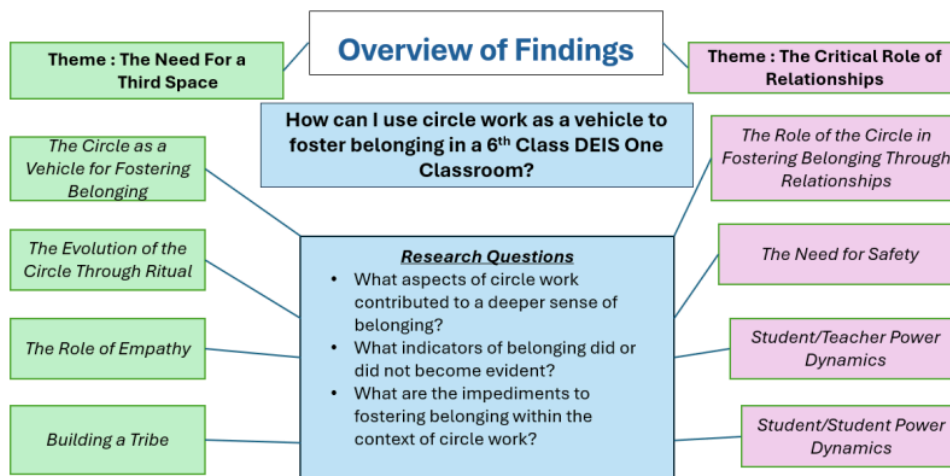 Overview of Findings
Theme : The Need For a
Third Space
Theme : The Critical Role of
Relationships
How can I use circle work as a vehicle to
foster belonging in a 6th Class DEIS One
Classroom?
The Circle as a
Vehicle for Fostering
Belonging
The Evolution of the
Circle Through Ritual
The Role of Empathy
Building a Tribe
Research Questions
• What aspects of circle work
contributed to a deeper sense of
belonging?
• What indicators of belonging did or
did not become evident?
• What are the impediments to
fostering belonging within the
context of circle work?
The Role of the Circle in
Fostering Belonging Through
Relationships
The Need for Safety
Student/Teacher Power
Dynamics
Student/Student Power
Dynamics